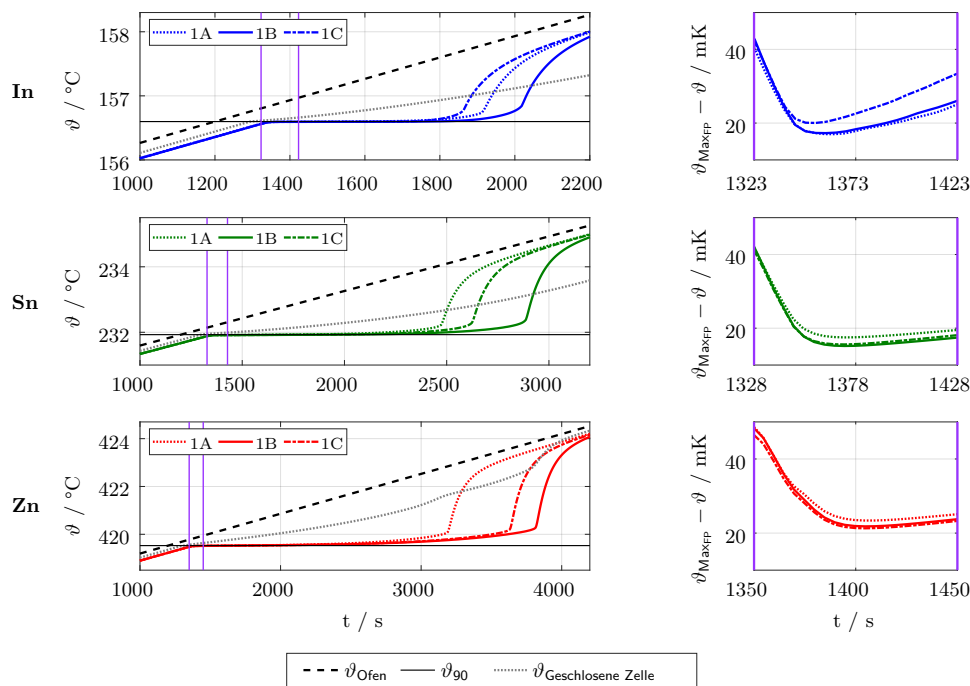 In
ϑ / °C
158
157
156
1A 1B 1C
1000 1200 1400 1600 1800 2000 2200
ϑMaxFP − ϑ / mK
40
20
1323 1373 1423
Sn
ϑ / °C
234
232
1A 1B 1C
1000 1500 2000 2500 3000
ϑMaxFP − ϑ / mK
40
20
1328 1378 1428
Zn
ϑ / °C
424
422
420
1A 1B 1C
1000 2000 3000 4000
t / s
ϑMaxFP − ϑ / mK
40
20
1350 1400 1450
t / s
ϑOfen ϑ90 ϑGeschlosene Zelle